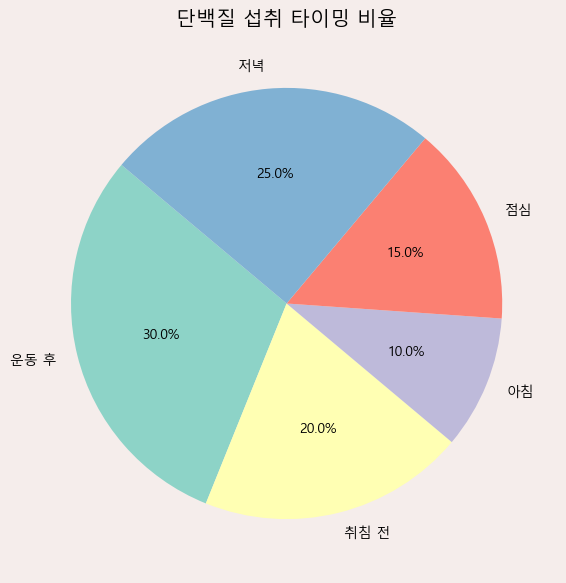 단백질 섭취 타이밍 비율
저녁
25.0%
점심
15.0%
30.0%
10.0%
운동 후
아침
20.0%
취침 전